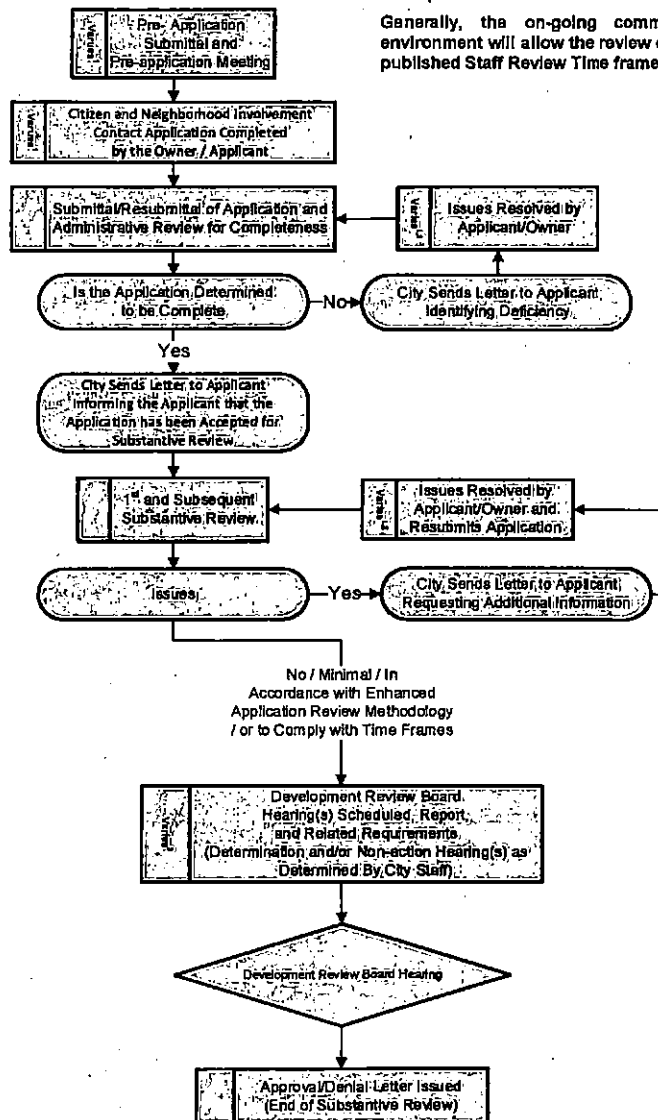 Pre- Application
Submittal and
Pre-application Meeting
Generally, the on-going comm
environment will allow the review
published Staff Review Time frame
Citizen and Neighborhood Involvement
Contact Application Completed
by the Owner / Applicant
Submittal/Resubmittal of Application and
Administrative Review for Completeness
Issues Resolved by
Applicant/Owner
Is the Application Determined
to be Complete
No
City Sends Letter to Applicant
Identifying Deficiency
Yes
City Sends Letter to Applicant
Informing the Applicant that the
Application has been Accepted for
Substantive Review
1st and Subsequent
Substantive Review
Issues Resolved by
Applicant/Owner and
Resubmits Application
Issues
Yes
City Sends Letter to Applicant
Requesting Additional Information
No / Minimal / In
Accordance with Enhanced
Application Review Methodology
/ or to Comply with Time Frames
Development Review Board
Hearing(s) Scheduled, Report,
and Related Requirements
(Determination and/or Non-action Hearing(s) as
Determined By City Staff)
Development Review Board Hearing
Approval/Denial Letter Issued
(End of Substantive Review)